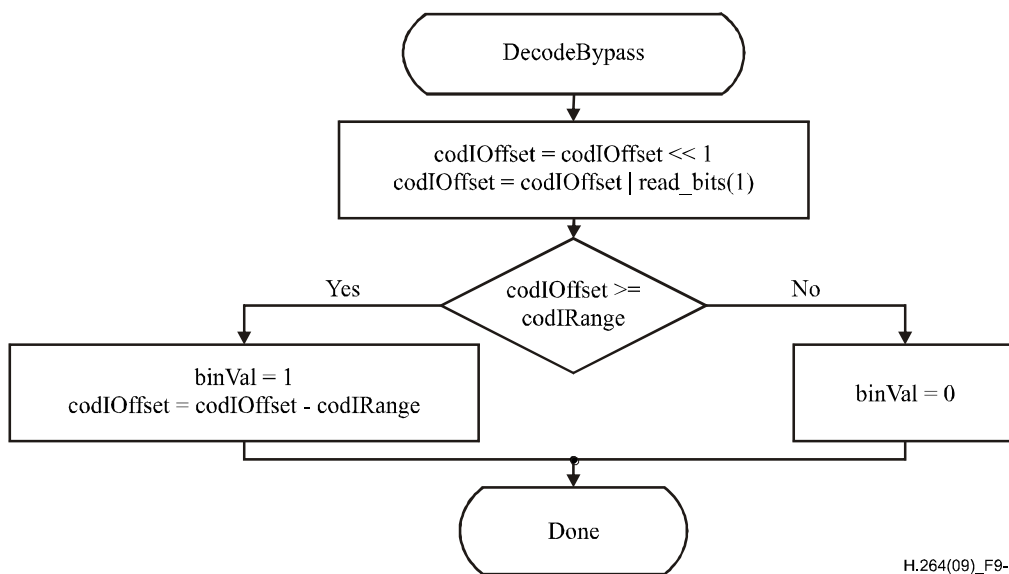 DecodeBypass
codIOffset = codIOffset << 1
codIOffset = codIOffset | read_bits(1)
Yes
codIOffset >=
codIRange
No
binVal = 1
codIOffset = codIOffset - codIRange
binVal = 0
Done
H.264(09)_F9-